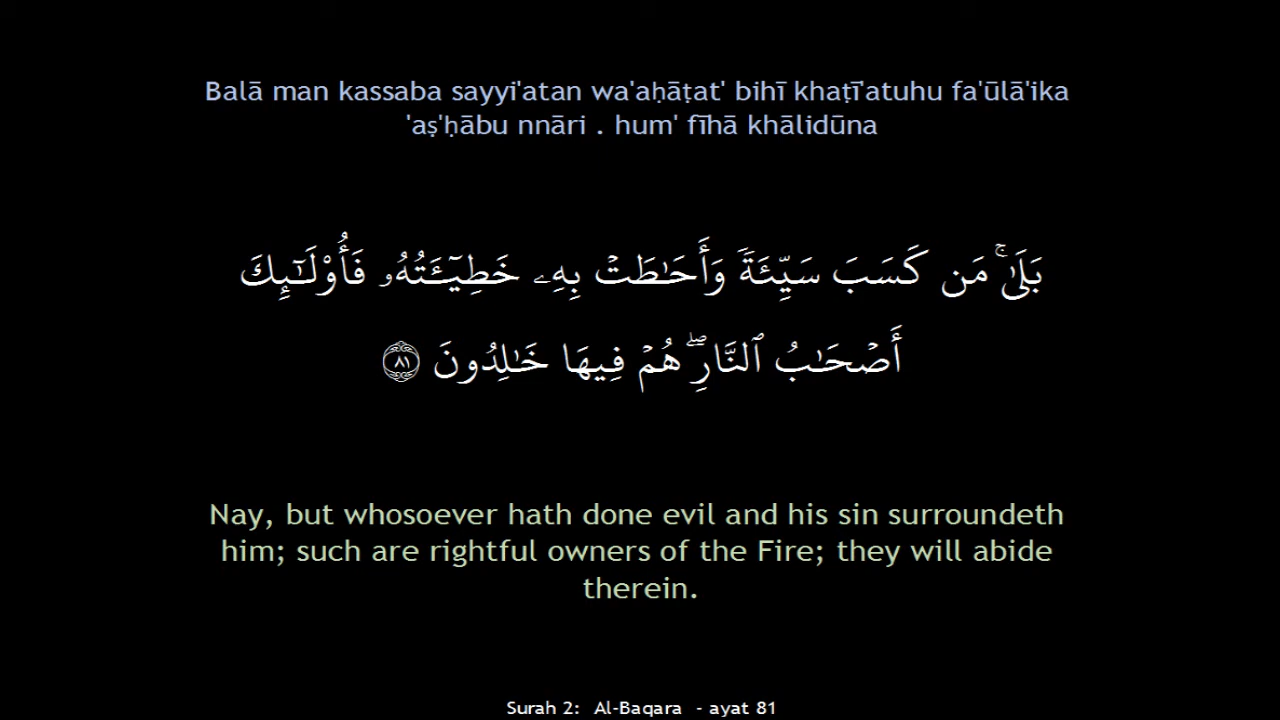 Balā man kassaba sayyi'atan wa'aḥāṭat' bihī khaṭī'atuhu fa'ūlā'ika
'aṣ'ḥābu nnāri . hum' fīhā khālidūna
بَلَىٰۚ مَن كَسَبَ سَيِّئَةٗ وَأَحَٰطَتۡ بِهِۦ خَطِيٓـَٔتُهُۥ فَأُوْلَٰٓئِكَ
أَصۡحَٰبُ ٱلنَّارِۖ هُمۡ فِيهَا خَٰلِدُونَ ٨١
Nay, but whosoever hath done evil and his sin surroundeth
him; such are rightful owners of the Fire; they will abide
therein.
Surah 2: Al-Baqara - ayat 81